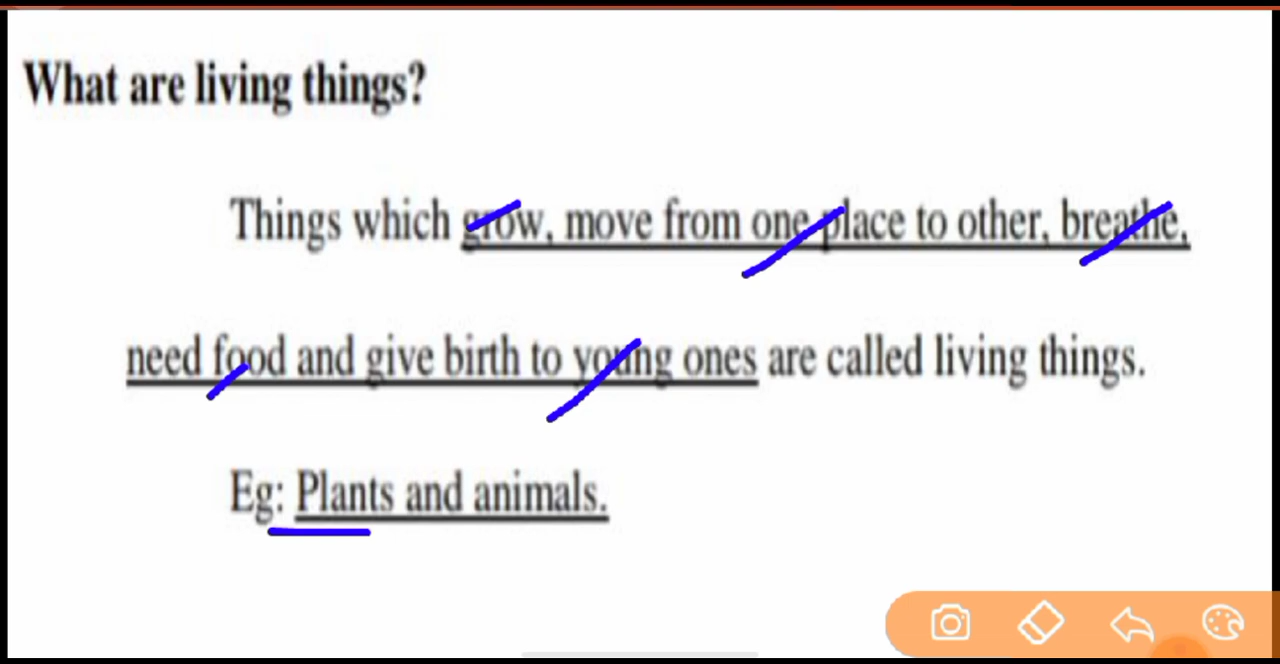 What are living things?
Things which grow, move from one place to other, breathe,
need food and give birth to young ones are called living things.
Eg: Plants and animals.